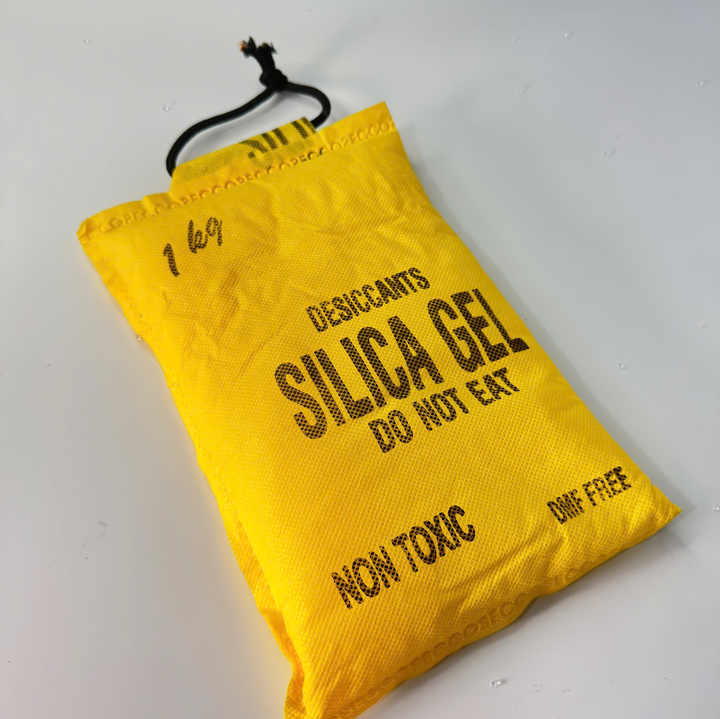 1 kg
DESICCANTS
SILICA GEL
DO NOT EAT
NON TOXIC
DMF FREE